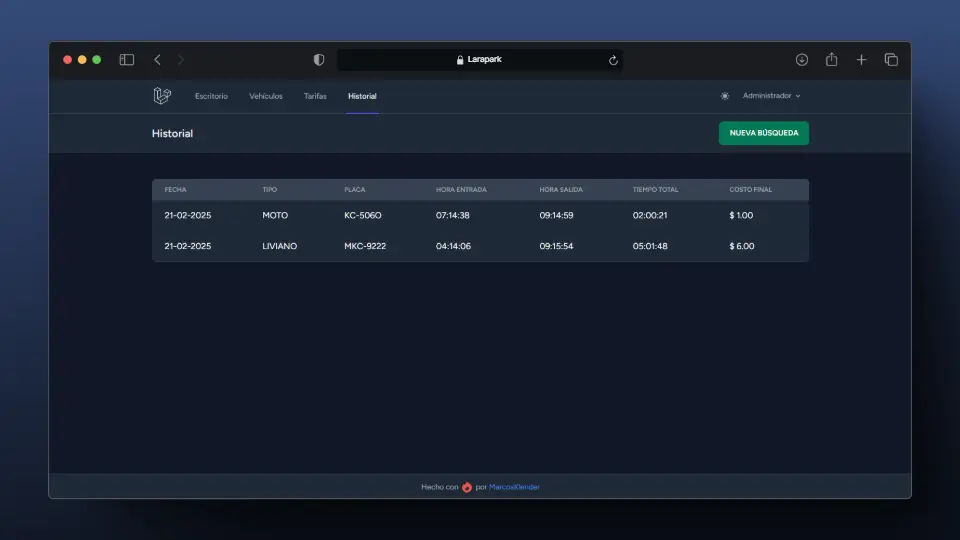 Larapark
Escritorio Vehículos Tarifas Historial Administrador
Historial NUEVA BÚSQUEDA
FECHA TIPO PLACA HORA ENTRADA HORA SALIDA TIEMPO TOTAL COSTO FINAL
21-02-2025 MOTO KC-506O 07:14:38 09:14:59 02:00:21 $ 1.00
21-02-2025 LIVIANO MKC-9222 04:14:06 09:15:54 05:01:48 $ 6.00
Hecho con por MarcosKlender